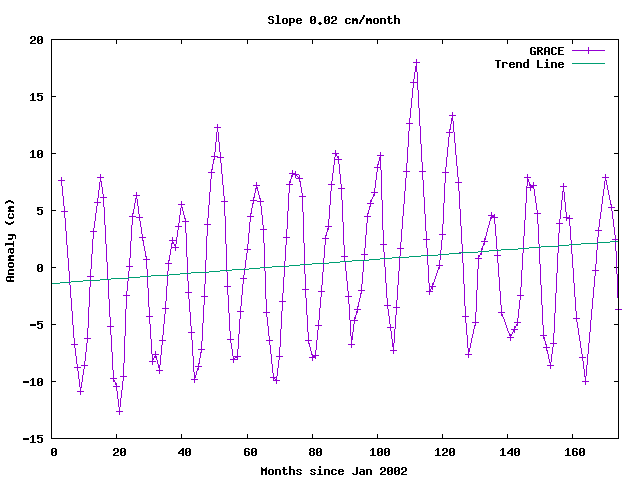 Slope 0.02 cm/month
20
GRACE
Trend Line
15
10
5
0
-5
-10
-15
Anomaly (cm)
0 20 40 60 80 100 120 140 160
Months since Jan 2002